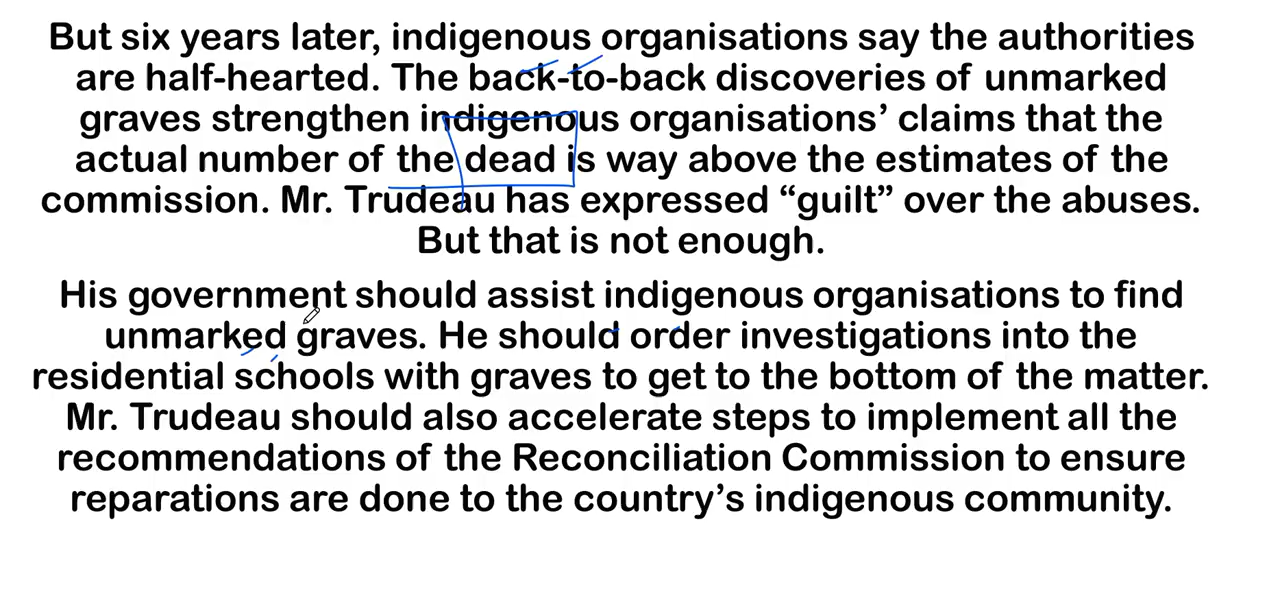 But six years later, indigenous organisations say the authorities
are half-hearted. The back-to-back discoveries of unmarked
graves strengthen indigenous organisations’ claims that the
actual number of the dead is way above the estimates of the
commission. Mr. Trudeau has expressed “guilt” over the abuses.
But that is not enough.
His government should assist indigenous organisations to find
unmarked graves. He should order investigations into the
residential schools with graves to get to the bottom of the matter.
Mr. Trudeau should also accelerate steps to implement all the
recommendations of the Reconciliation Commission to ensure
reparations are done to the country’s indigenous community.